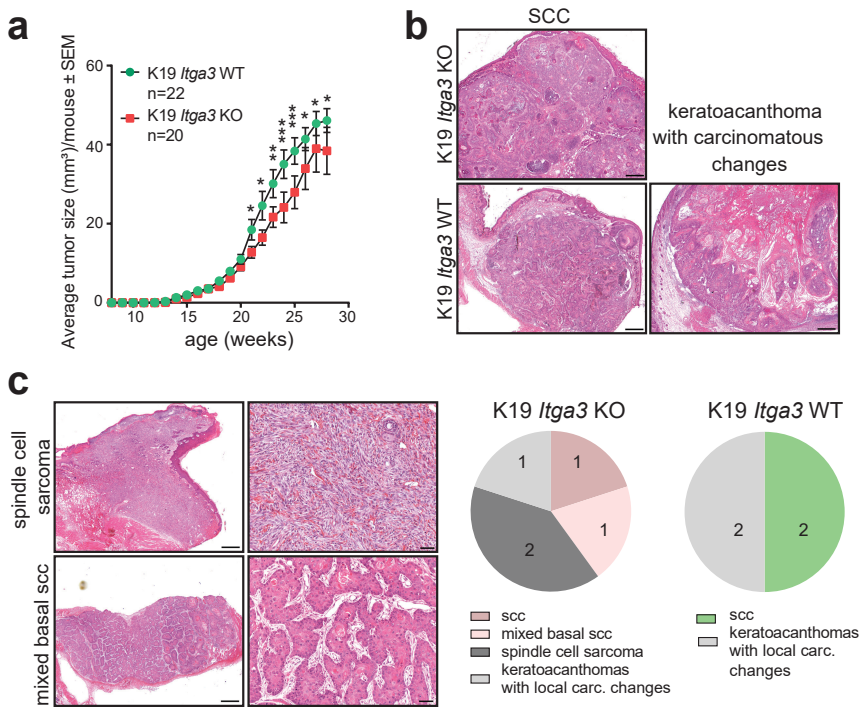 a
Average tumor size (mm³)/mouse ± SEM
60
40
20
0
10
15
20
25
30
age (weeks)
K19 Itga3 WT
n=22
K19 Itga3 KO
n=20
* * ** *** *** * * *
b
SCC
K19 Itga3 KO
K19 Itga3 WT
keratoacanthoma
with carcinomatous
changes
c
spindle cell
sarcoma
mixed basal scc
K19 Itga3 KO
1
1
1
2
scc
mixed basal scc
spindle cell sarcoma
keratoacanthomas
with local carc. changes
K19 Itga3 WT
2
2
scc
keratoacanthomas
with local carc.
changes